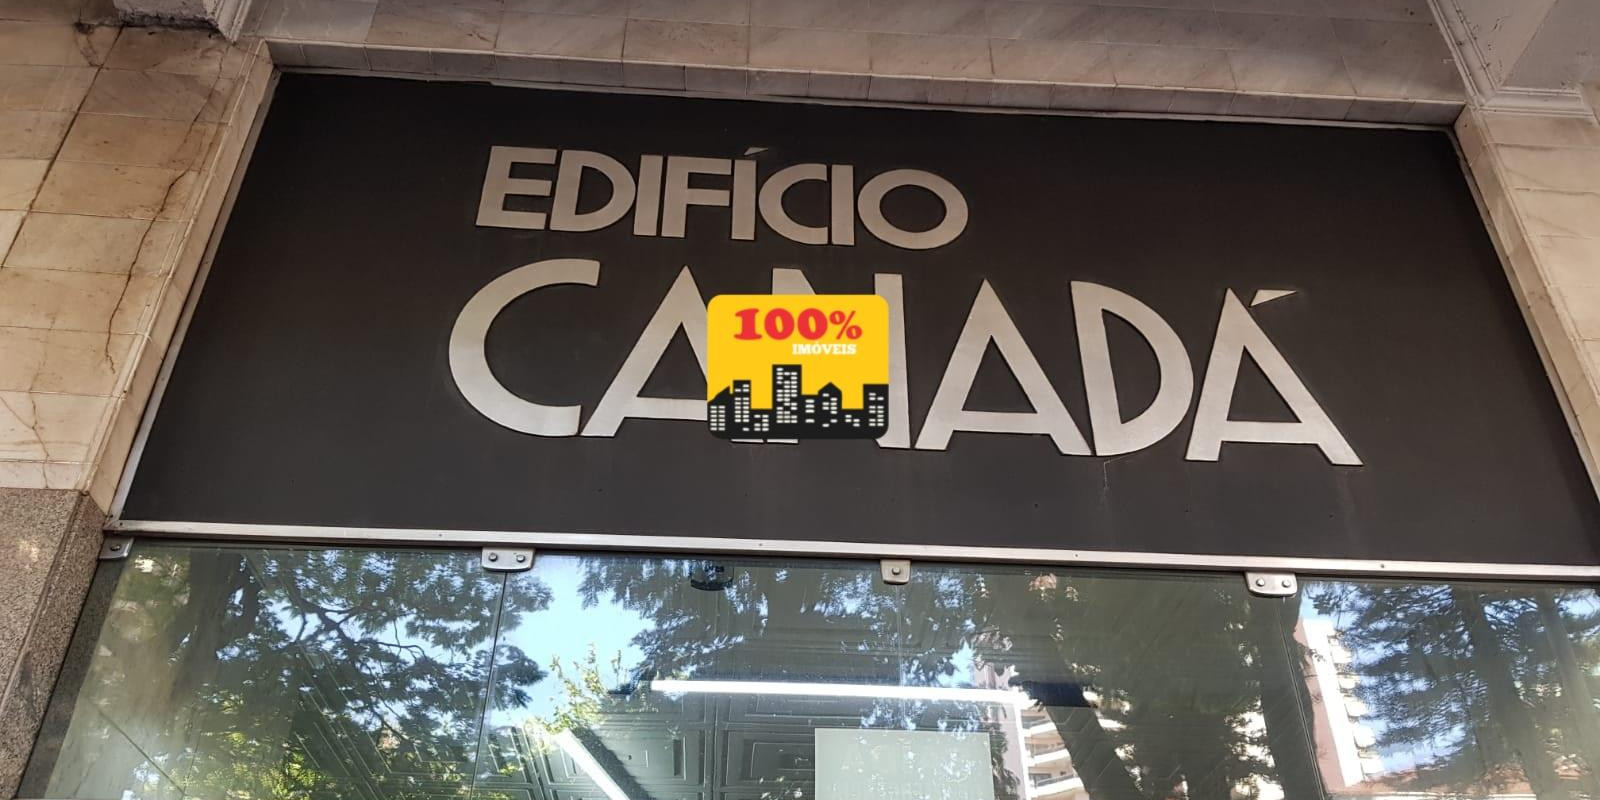 EDIFÍCIO
CANADÁ
100%
IMÓVEIS